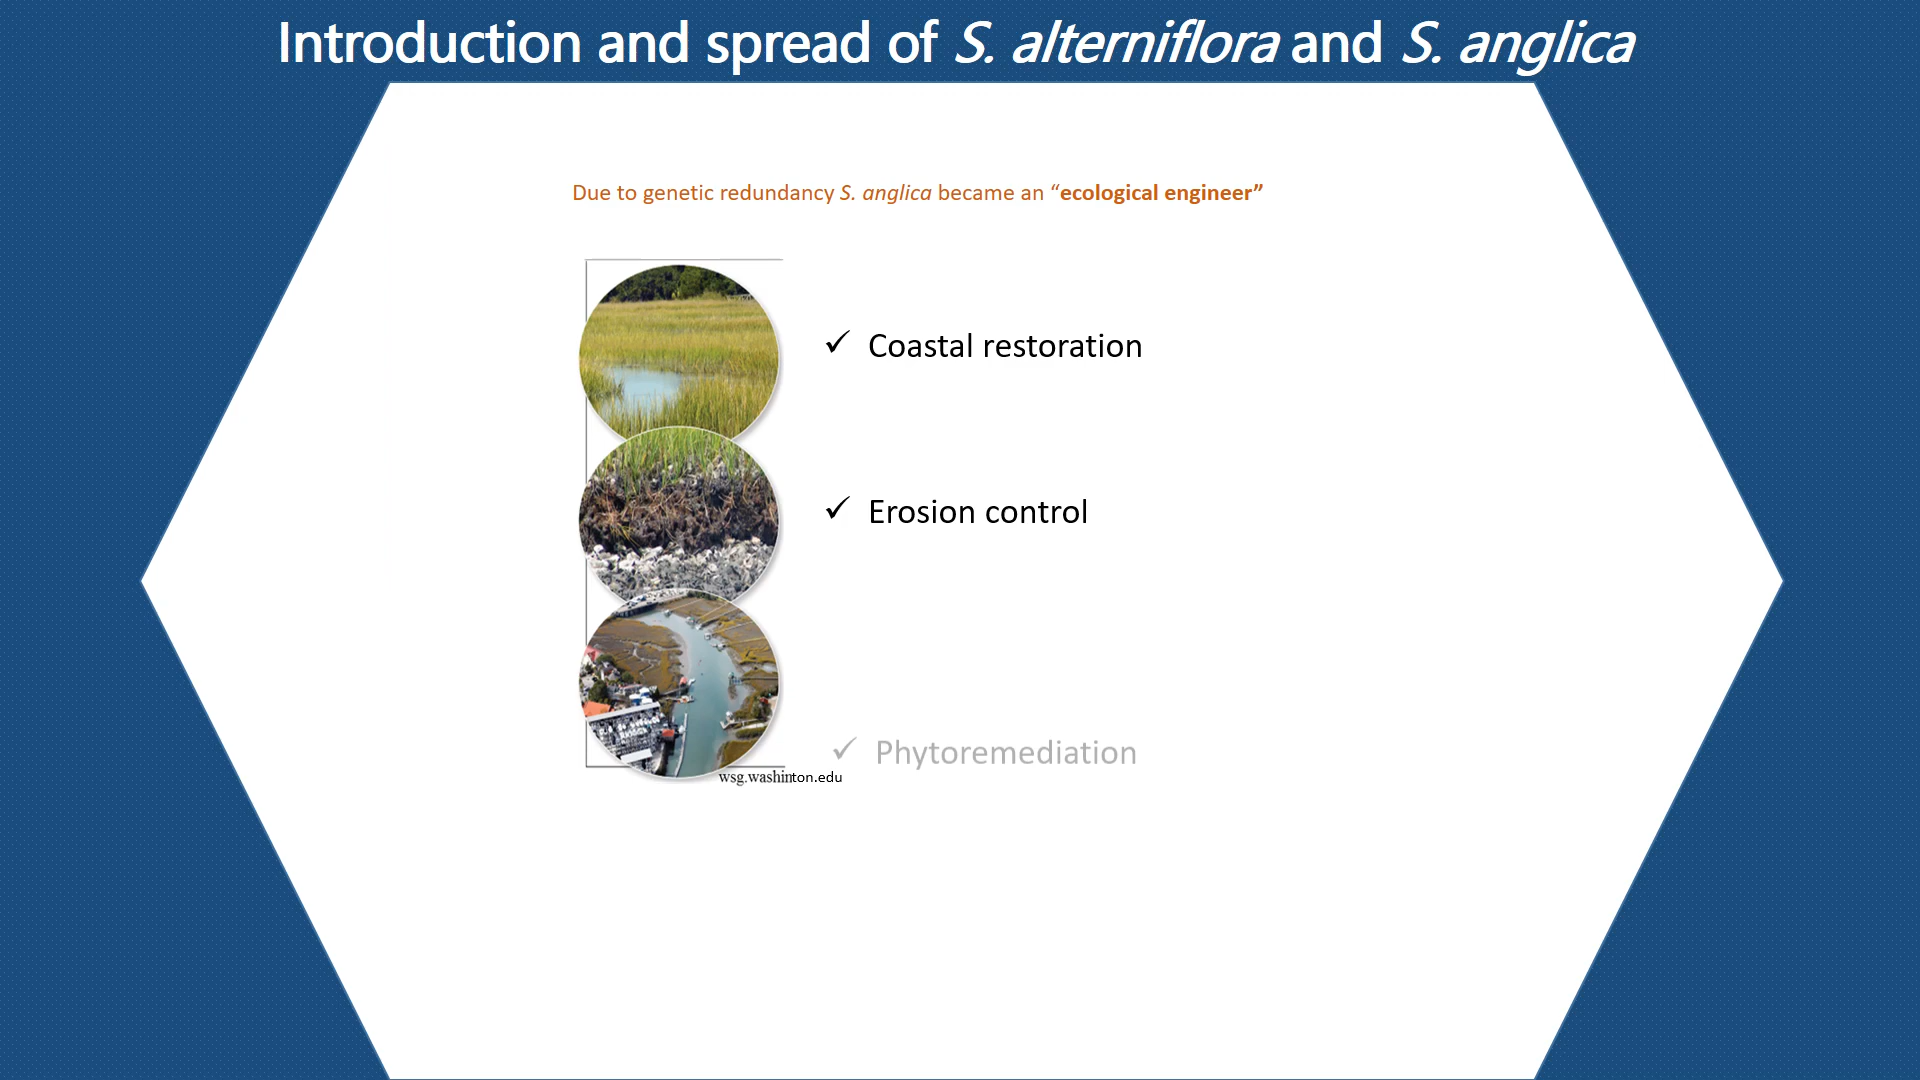 Introduction and spread of S. alterniflora and S. anglica
Due to genetic redundancy S. anglica became an “ecological engineer”
✓ Coastal restoration
✓ Erosion control
✓ Phytoremediation
wsg.washinton.edu